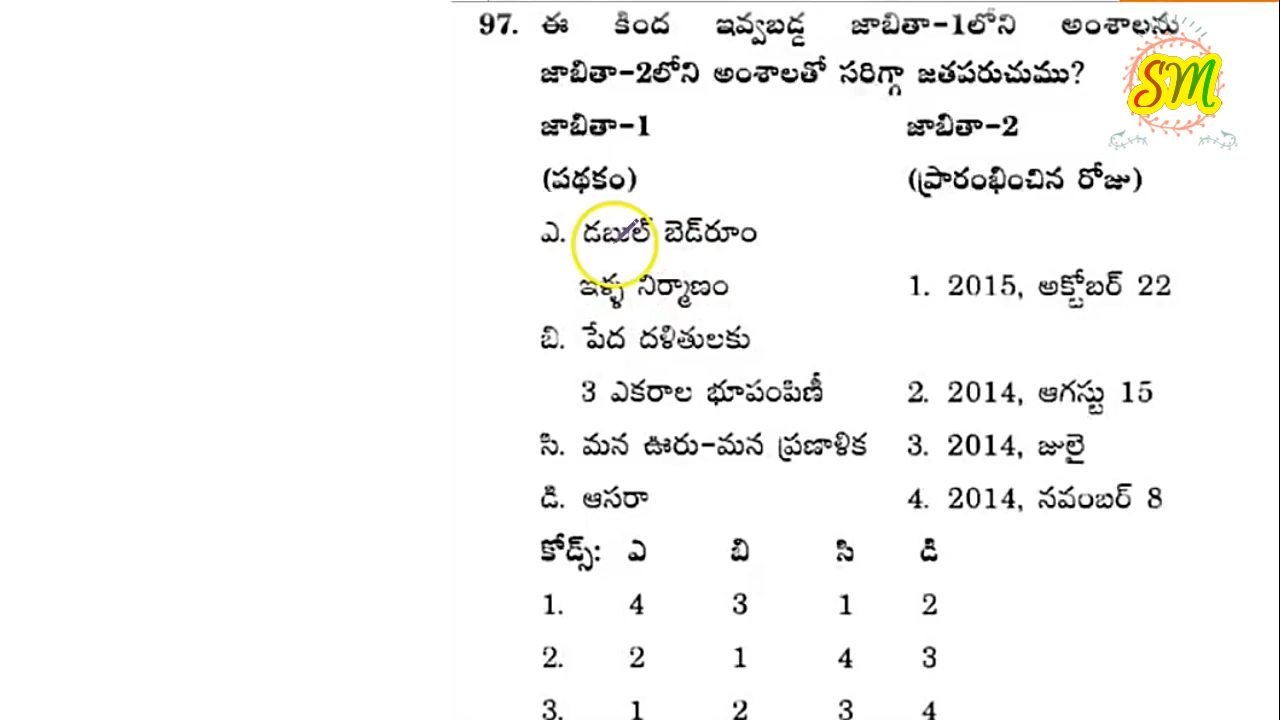 97. ఈ కింద ఇవ్వబడ్డ జాబితా-1లోని అంశాలను
జాబితా-2లోని అంశాలతో సరిగ్గా జతపరుచుము?
జాబితా-1 జాబితా-2
(పథకం) (ప్రారంభించిన రోజు)
ఎ. డబుల్ బెడ్‌రూం
ఇళ్ళ నిర్మాణం 1. 2015, అక్టోబర్ 22
బి. పేద దళితులకు
3 ఎకరాల భూపంపిణీ 2. 2014, ఆగస్టు 15
సి. మన ఊరు-మన ప్రణాళిక 3. 2014, జులై
డి. ఆసరా 4. 2014, నవంబర్ 8
కోడ్స్: ఎ బి సి డి
1. 4 3 1 2
2. 2 1 4 3
3. 1 2 3 4
SM